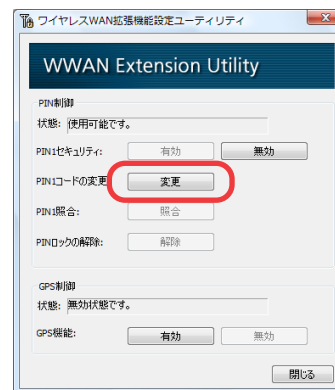 ワイヤレスWAN拡張機能設定ユーティリティ
WWAN Extension Utility
PIN制御
状態: 使用可能です。
PIN1セキュリティ: 有効 無効
PIN1コードの変更 変更
PIN1照合: 照合
PINロックの解除: 解除
GPS制御
状態: 無効状態です。
GPS機能: 有効 無効
閉じる